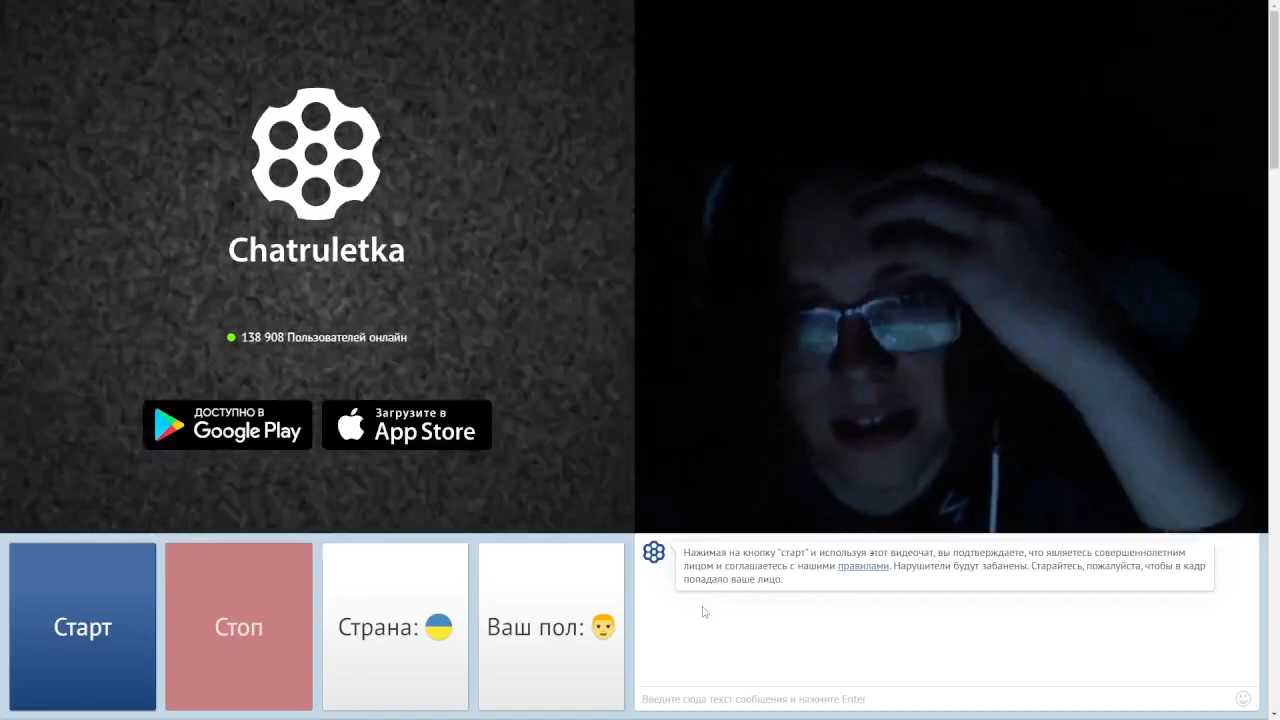 Chatruletka
138 908 Пользователей онлайн
ДОСТУПНО В
Google Play
Загрузите в
App Store
Старт
Стоп
Страна:
Ваш пол:
Нажимая на кнопку "старт" и используя этот видеочат, вы подтверждаете, что являетесь совершеннолетним
лицом и соглашаетесь с нашими правилами. Нарушители будут забанены. Старайтесь, пожалуйста, чтобы в кадр
попадало ваше лицо.
Введите сюда текст сообщения и нажмите Enter